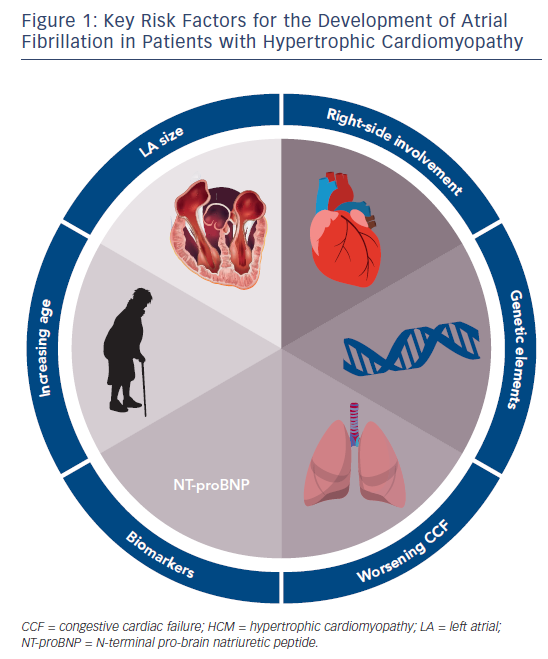 Figure 1: Key Risk Factors for the Development of Atrial
Fibrillation in Patients with Hypertrophic Cardiomyopathy
LA size
Right-side involvement
Increasing age
Genetic elements
NT-proBNP
Biomarkers
Worsening CCF
CCF = congestive cardiac failure; HCM = hypertrophic cardiomyopathy; LA = left atrial;
NT-proBNP = N-terminal pro-brain natriuretic peptide.